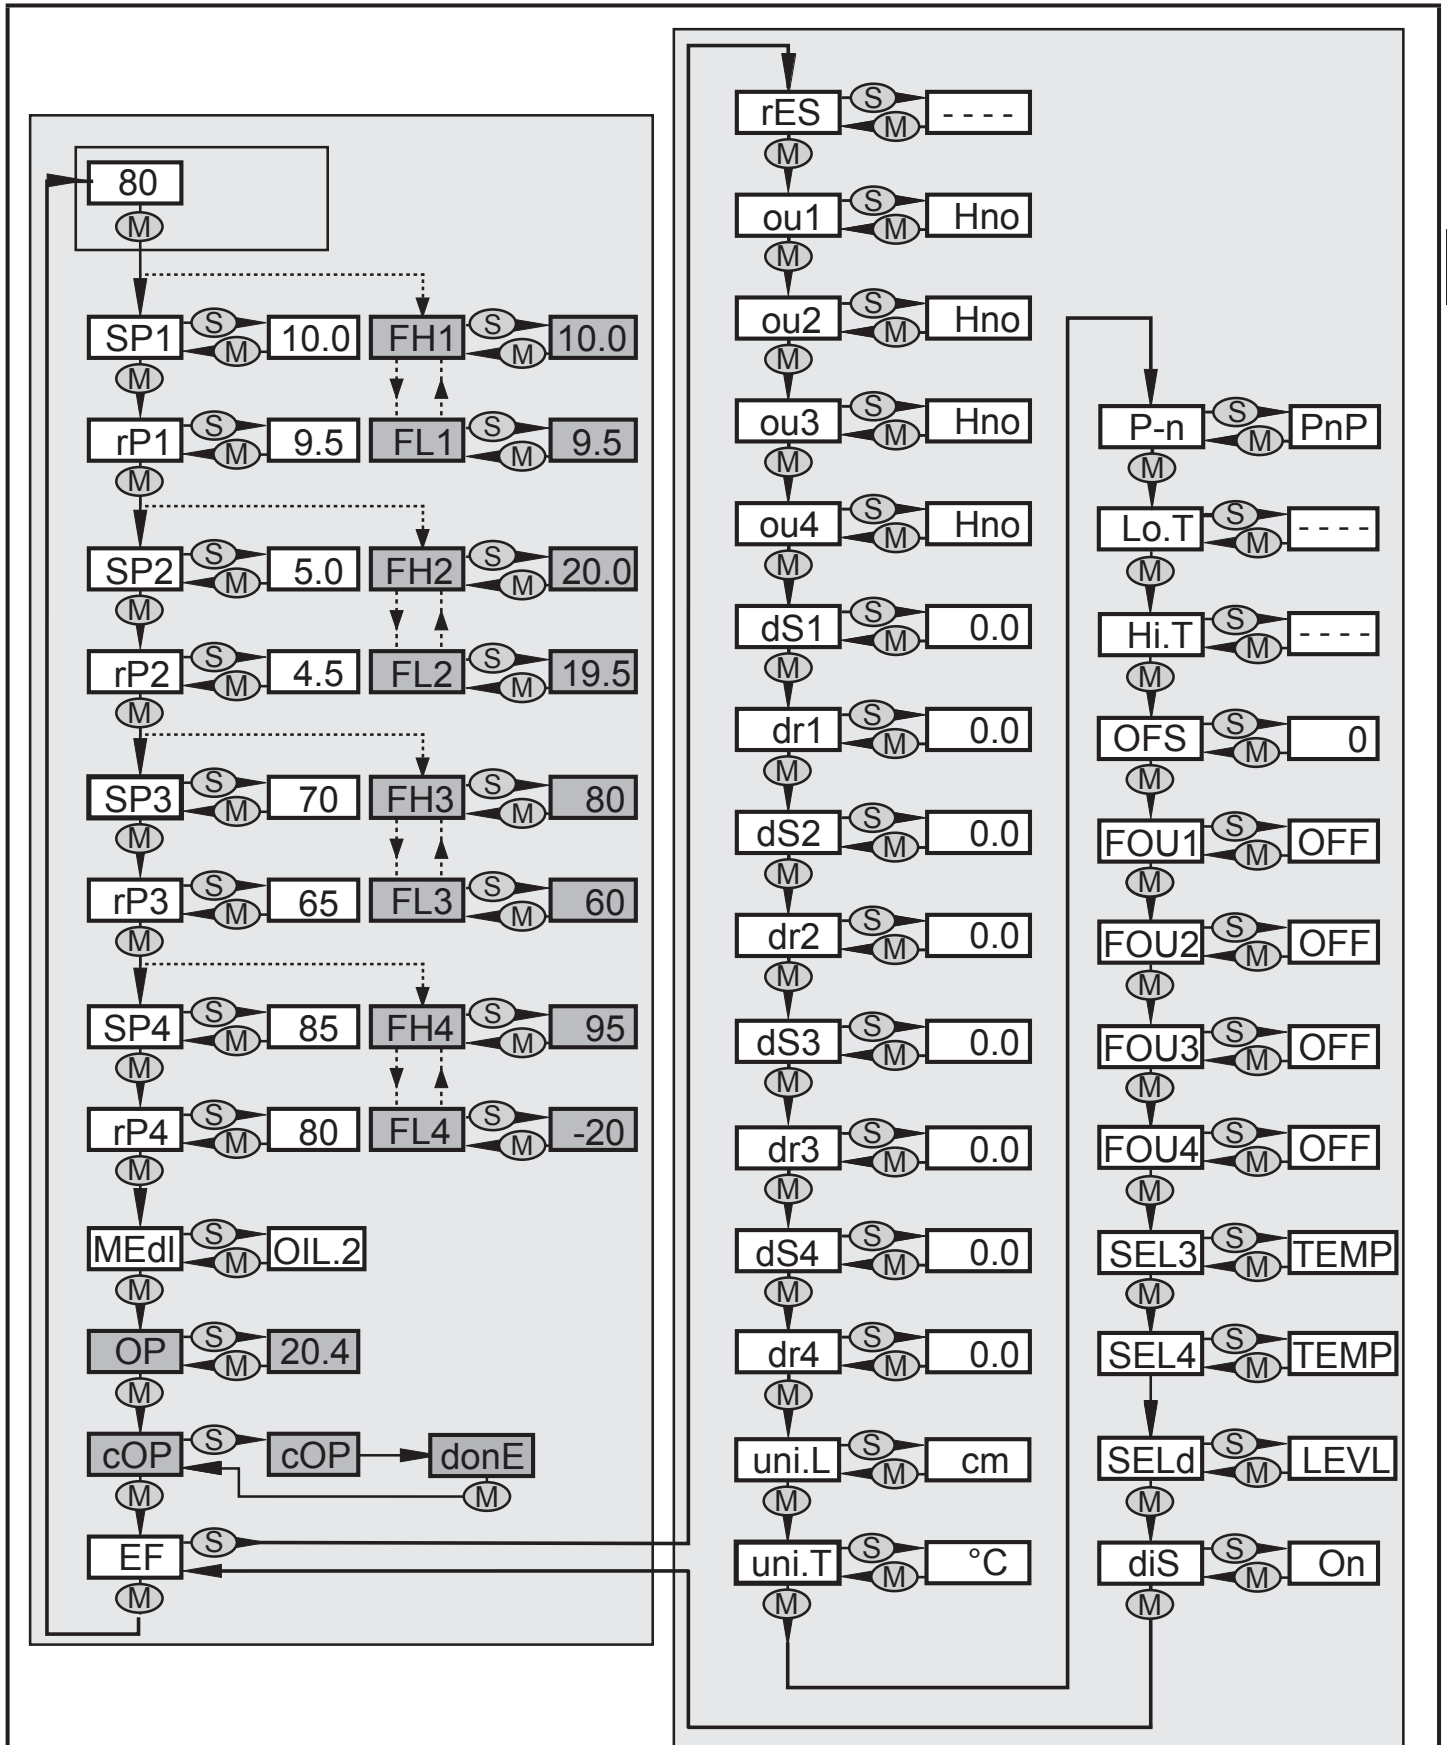 80
M
SP1 S M 10.0 FH1 S M 10.0
M
rP1 S M 9.5 FL1 S M 9.5
M
SP2 S M 5.0 FH2 S M 20.0
M
rP2 S M 4.5 FL2 S M 19.5
M
SP3 S M 70 FH3 S M 80
M
rP3 S M 65 FL3 S M 60
M
SP4 S M 85 FH4 S M 95
M
rP4 S M 80 FL4 S M -20
M
MEdI S M OIL.2
M
OP S M 20.4
M
cOP S cOP donE
M M
EF S
M
rES S M - - - -
M
ou1 S M Hno
M
ou2 S M Hno
M
ou3 S M Hno
M
ou4 S M Hno
M
dS1 S M 0.0
M
dr1 S M 0.0
M
dS2 S M 0.0
M
dr2 S M 0.0
M
dS3 S M 0.0
M
dr3 S M 0.0
M
dS4 S M 0.0
M
dr4 S M 0.0
M
uni.L S M cm
M
uni.T S M °C
M
P-n S M PnP
M
Lo.T S M - - - -
M
Hi.T S M - - - -
M
OFS S M 0
M
FOU1 S M OFF
M
FOU2 S M OFF
M
FOU3 S M OFF
M
FOU4 S M OFF
M
SEL3 S M TEMP
M
SEL4 S M TEMP
SELd S M LEVL
M
diS S M On
M